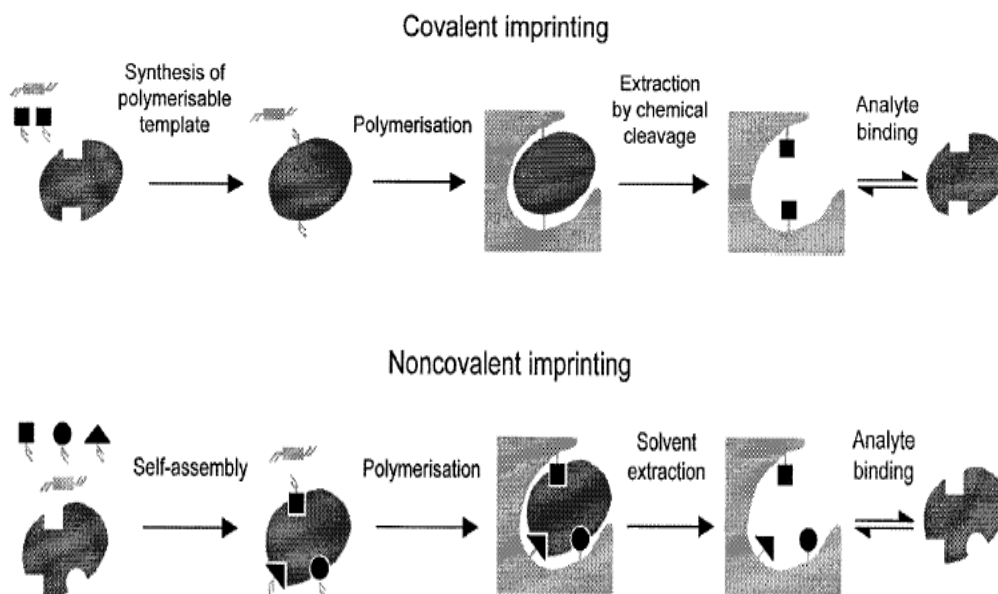 Covalent imprinting
Synthesis of
polymerisable
template
Polymerisation
Extraction
by chemical
cleavage
Analyte
binding
Noncovalent imprinting
Self-assembly
Polymerisation
Solvent
extraction
Analyte
binding